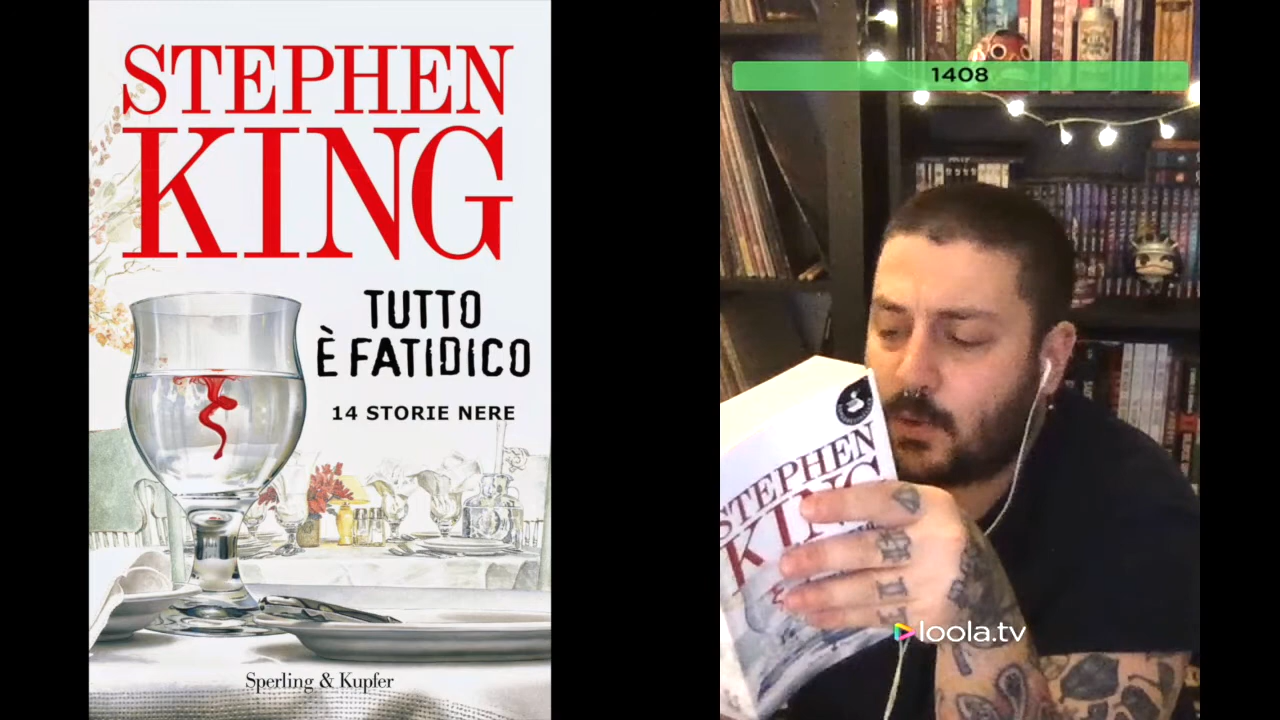 STEPHEN
KING
TUTTO
È FATIDICO
14 STORIE NERE
Sperling & Kupfer
1408
STEPHEN
KING
loola.tv